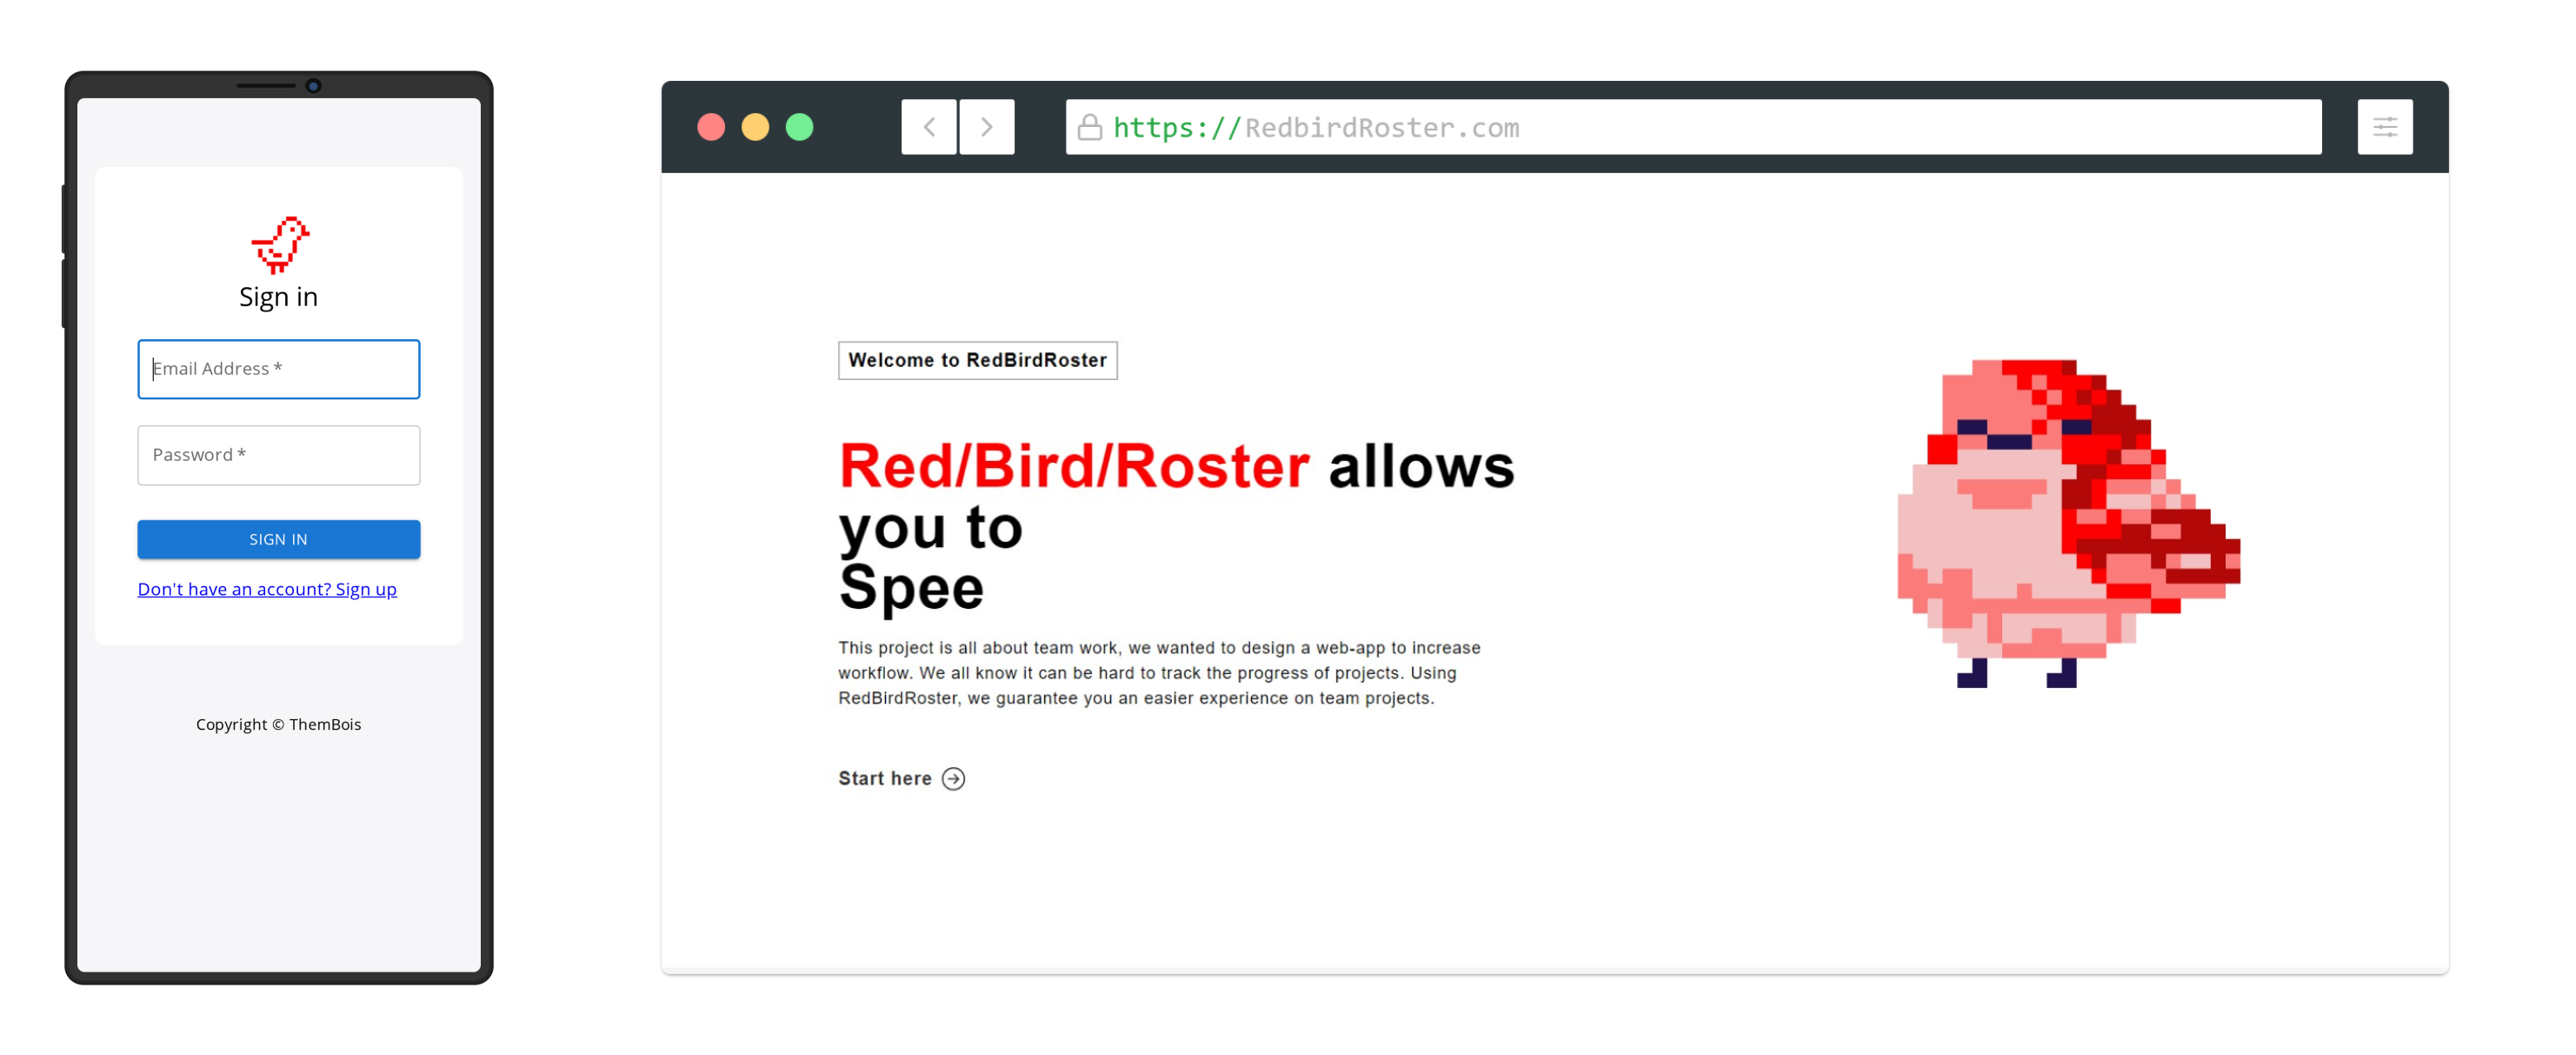 Sign in
Email Address *
Password *
SIGN IN
Don't have an account? Sign up
Copyright © ThemBois
https://RedbirdRoster.com
Welcome to RedBirdRoster
Red/Bird/Roster allows
you to
Spee
This project is all about team work, we wanted to design a web-app to increase
workflow. We all know it can be hard to track the progress of projects. Using
RedBirdRoster, we guarantee you an easier experience on team projects.
Start here